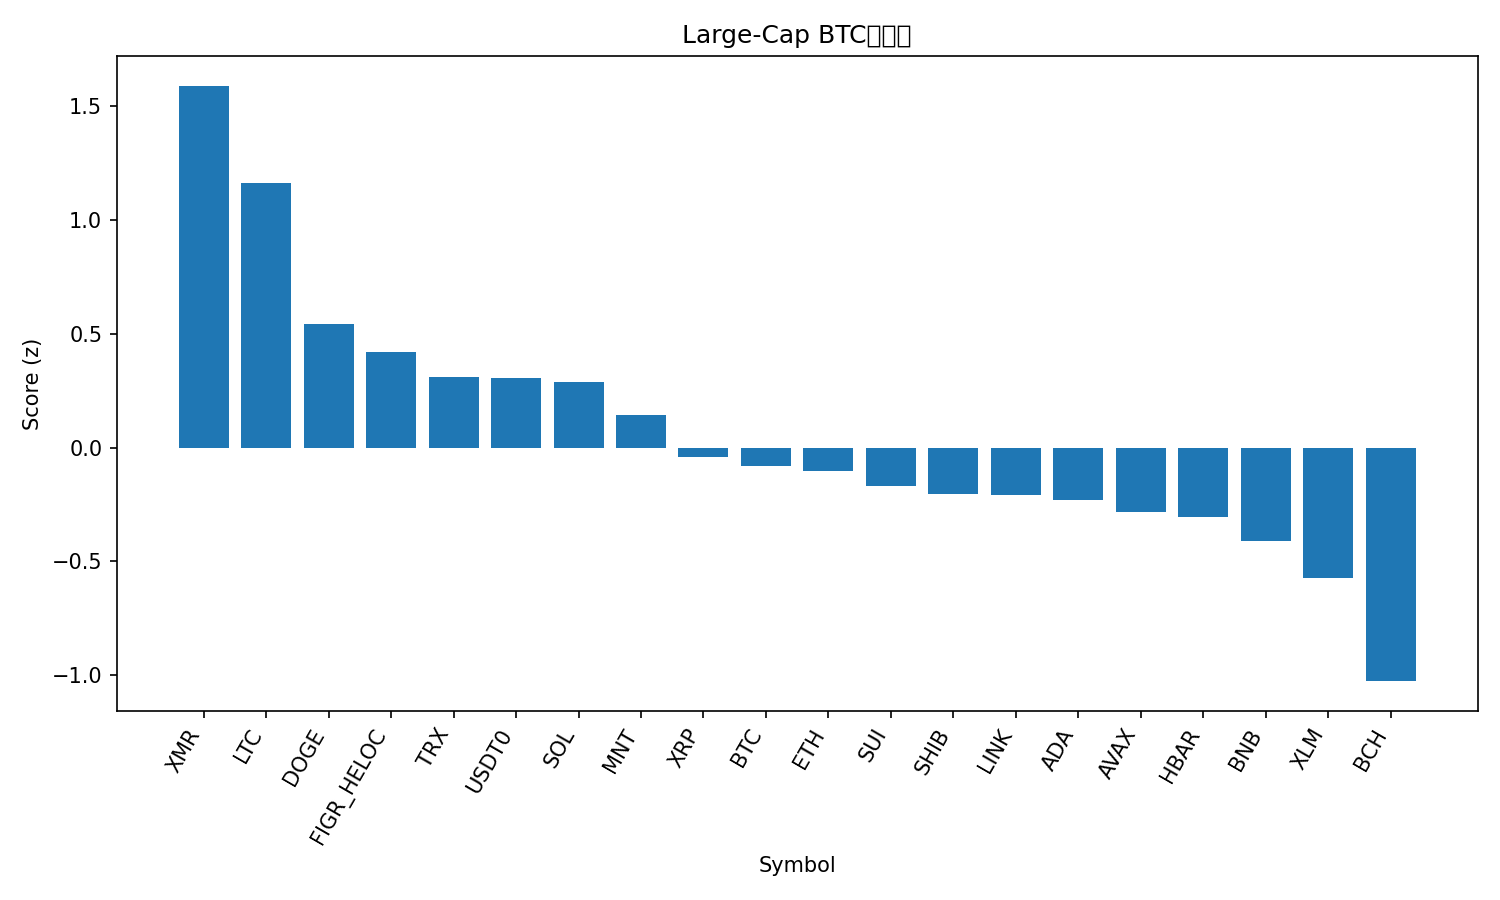 Large-Cap BTC
Score (z)
1.5
1.0
0.5
0.0
−0.5
−1.0
XMR
LTC
DOGE
FIGR_HELOC
TRX
USDT0
SOL
MNT
XRP
BTC
ETH
SUI
SHIB
LINK
ADA
AVAX
HBAR
BNB
XLM
BCH
Symbol